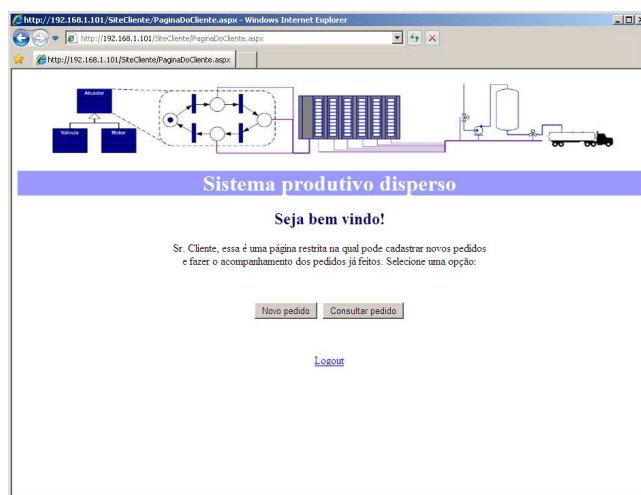 http://192.168.1.101/SiteCliente/PaginaDoCliente.aspx - Windows Internet Explorer
http://192.168.1.101/SiteCliente/PaginaDoCliente.aspx
http://192.168.1.101/SiteCliente/PaginaDoCliente.aspx
Atuador
Válvula Motor
Sistema produtivo disperso
Seja bem vindo!
Sr. Cliente, essa é uma página restrita na qual pode cadastrar novos pedidos
e fazer o acompanhamento dos pedidos já feitos. Selecione uma opção:
Novo pedido Consultar pedido
Logout